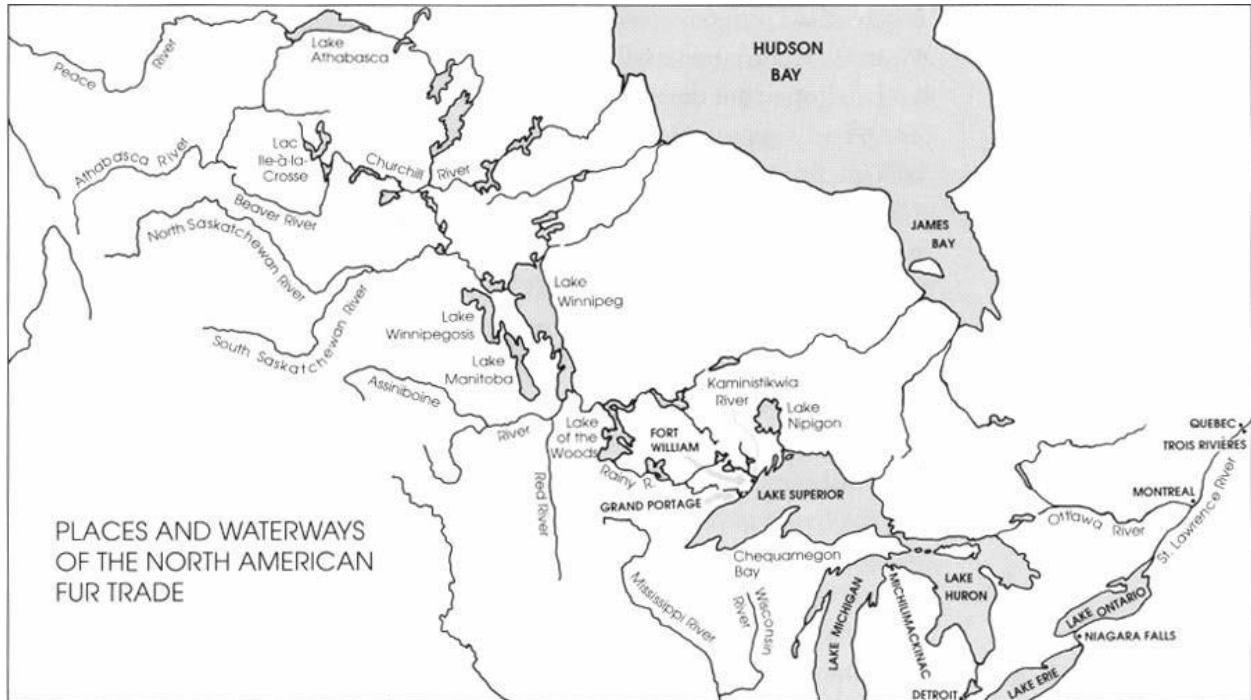 HUDSON
BAY
Lake
Athabasca
Peace
River
Athabasca River
Lac
Ile-à-la-
Crosse
Churchill
River
Beaver River
North Saskatchewan River
South Saskatchewan River
JAMES
BAY
Lake
Winnipeg
Lake
Winnipegosis
Lake
Manitoba
Assiniboine
River
Red River
Lake
of the
Woods
Rainy R.
FORT
WILLIAM
Kaministikwia
River
Lake
Nipigon
GRAND PORTAGE
LAKE SUPERIOR
QUEBEC
TROIS RIVIÈRES
MONTREAL
Ottawa
River
St. Lawrence River
Chequamegon
Bay
Mississippi River
Wisconsin
River
LAKE MICHIGAN
MICHILIMACKINAC
LAKE
HURON
LAKE ONTARIO
NIAGARA FALLS
LAKE ERIE
DETROIT
PLACES AND WATERWAYS
OF THE NORTH AMERICAN
FUR TRADE